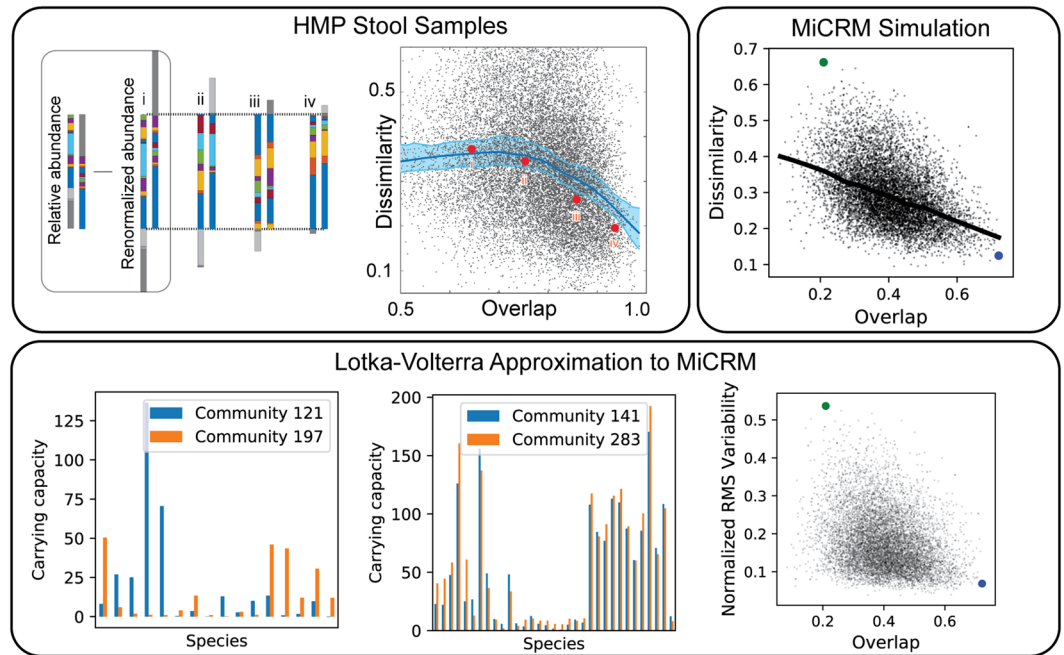 HMP Stool Samples
Relative abundance
Renormalized abundance
i
ii
iii
iv
Dissimilarity
0.5
0.1
i
ii
iii
iv
0.5
Overlap
1.0
MiCRM Simulation
Dissimilarity
0.7
0.6
0.5
0.4
0.3
0.2
0.1
0.2
0.4
0.6
Overlap
Lotka-Volterra Approximation to MiCRM
Carrying capacity
125
100
75
50
25
0
Community 121
Community 197
Species
Carrying capacity
200
150
100
50
0
Community 141
Community 283
Species
Normalized RMS Variability
0.5
0.4
0.3
0.2
0.1
0.2
0.4
0.6
Overlap